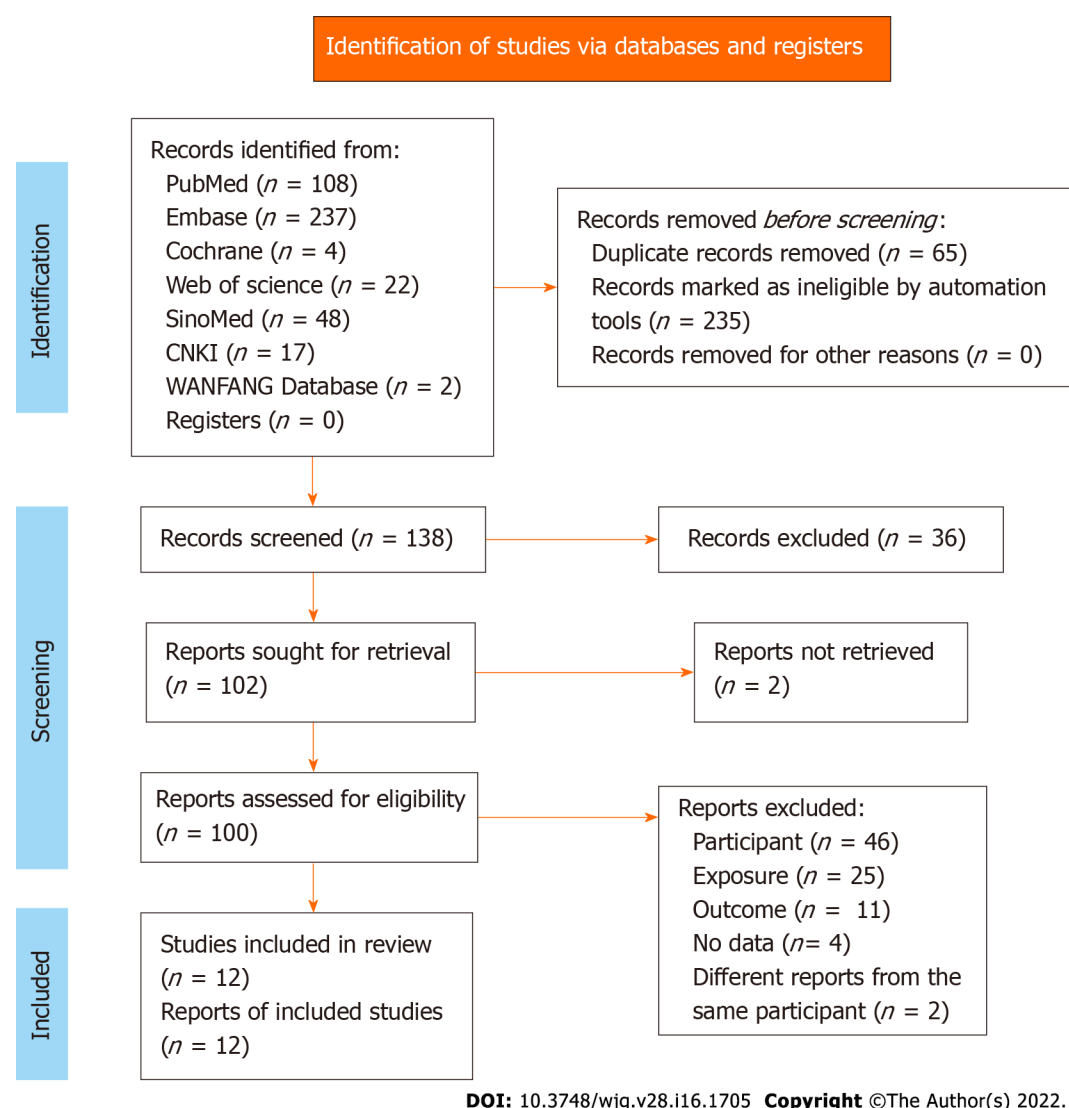 Identification of studies via databases and registers
Identification
Records identified from:
PubMed (n = 108)
Embase (n = 237)
Cochrane (n = 4)
Web of science (n = 22)
SinoMed (n = 48)
CNKI (n = 17)
WANFANG Database (n = 2)
Registers (n = 0)
Records removed before screening:
Duplicate records removed (n = 65)
Records marked as ineligible by automation
tools (n = 235)
Records removed for other reasons (n = 0)
Screening
Records screened (n = 138)
Records excluded (n = 36)
Reports sought for retrieval
(n = 102)
Reports not retrieved
(n = 2)
Reports assessed for eligibility
(n = 100)
Reports excluded:
Participant (n = 46)
Exposure (n = 25)
Outcome (n = 11)
No data (n= 4)
Different reports from the
same participant (n = 2)
Included
Studies included in review
(n = 12)
Reports of included studies
(n = 12)
DOI: 10.3748/wjg.v28.i16.1705 Copyright ©The Author(s) 2022.